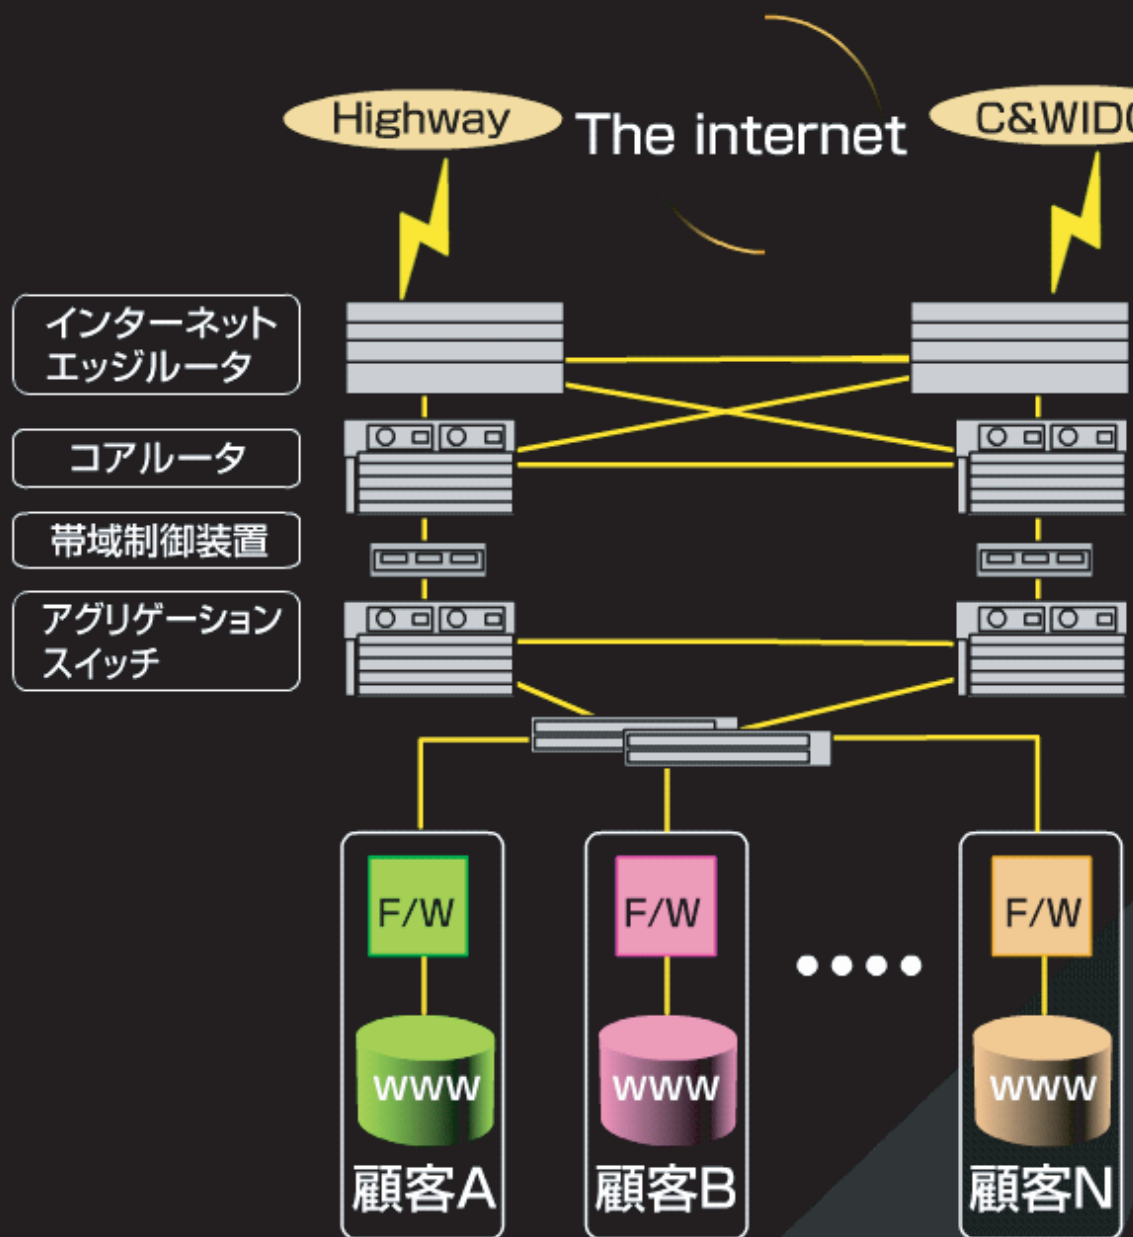 Highway
The internet
C&WIDC
インターネット
エッジルータ
コアルータ
帯域制御装置
アグリゲーション
スイッチ
F/W
F/W
F/W
WWW
WWW
WWW
顧客A
顧客B
顧客N